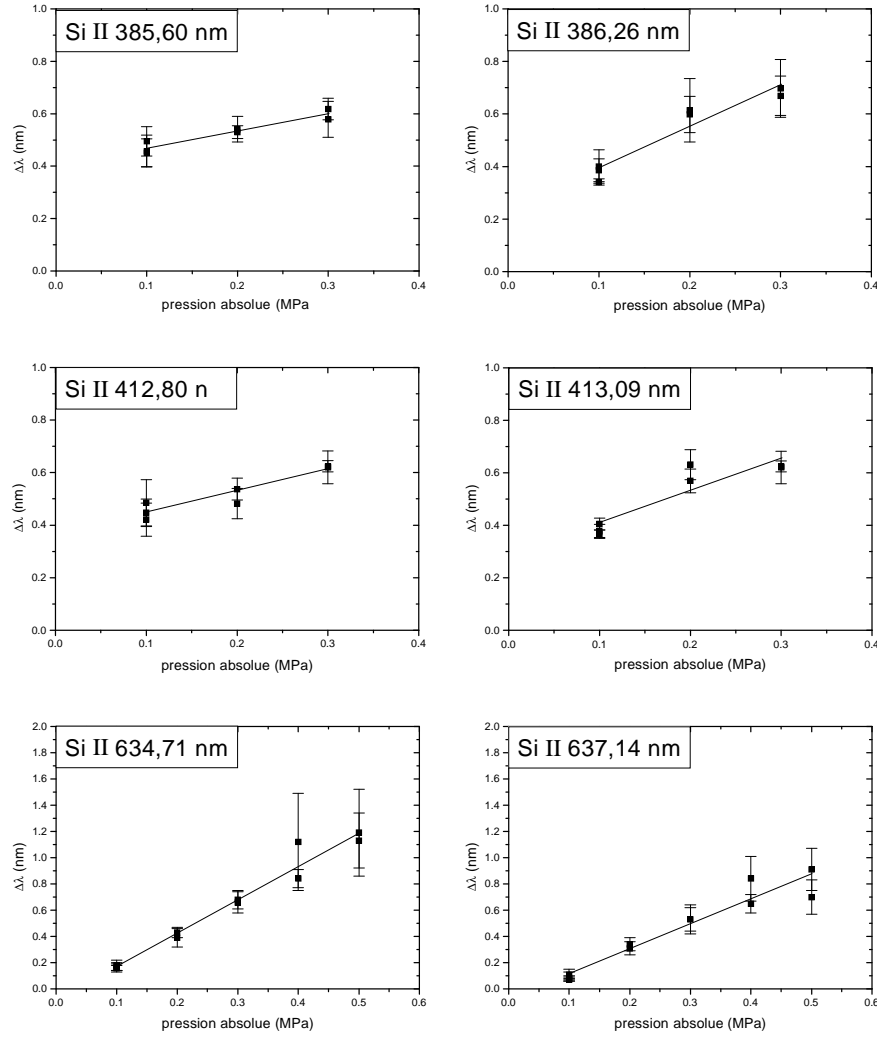 Si II 385,60 nm
1.0
0.8
0.6
0.4
0.2
0.0
Δλ (nm)
0.0 0.1 0.2 0.3 0.4
pression absolue (MPa
Si II 386,26 nm
1.0
0.8
0.6
0.4
0.2
0.0
Δλ (nm)
0.0 0.1 0.2 0.3 0.4
pression absolue (MPa)
Si II 412,80 n
1.0
0.8
0.6
0.4
0.2
0.0
Δλ (nm)
0.0 0.1 0.2 0.3 0.4
pression absolue (MPa)
Si II 413,09 nm
1.0
0.8
0.6
0.4
0.2
0.0
Δλ (nm)
0.0 0.1 0.2 0.3 0.4
pression absolue (MPa)
Si II 634,71 nm
2.0
1.8
1.6
1.4
1.2
1.0
0.8
0.6
0.4
0.2
0.0
Δλ (nm)
0.0 0.1 0.2 0.3 0.4 0.5 0.6
pression absolue (MPa)
Si II 637,14 nm
2.0
1.8
1.6
1.4
1.2
1.0
0.8
0.6
0.4
0.2
0.0
Δλ (nm)
0.0 0.1 0.2 0.3 0.4 0.5 0.6
pression absolue (MPa)